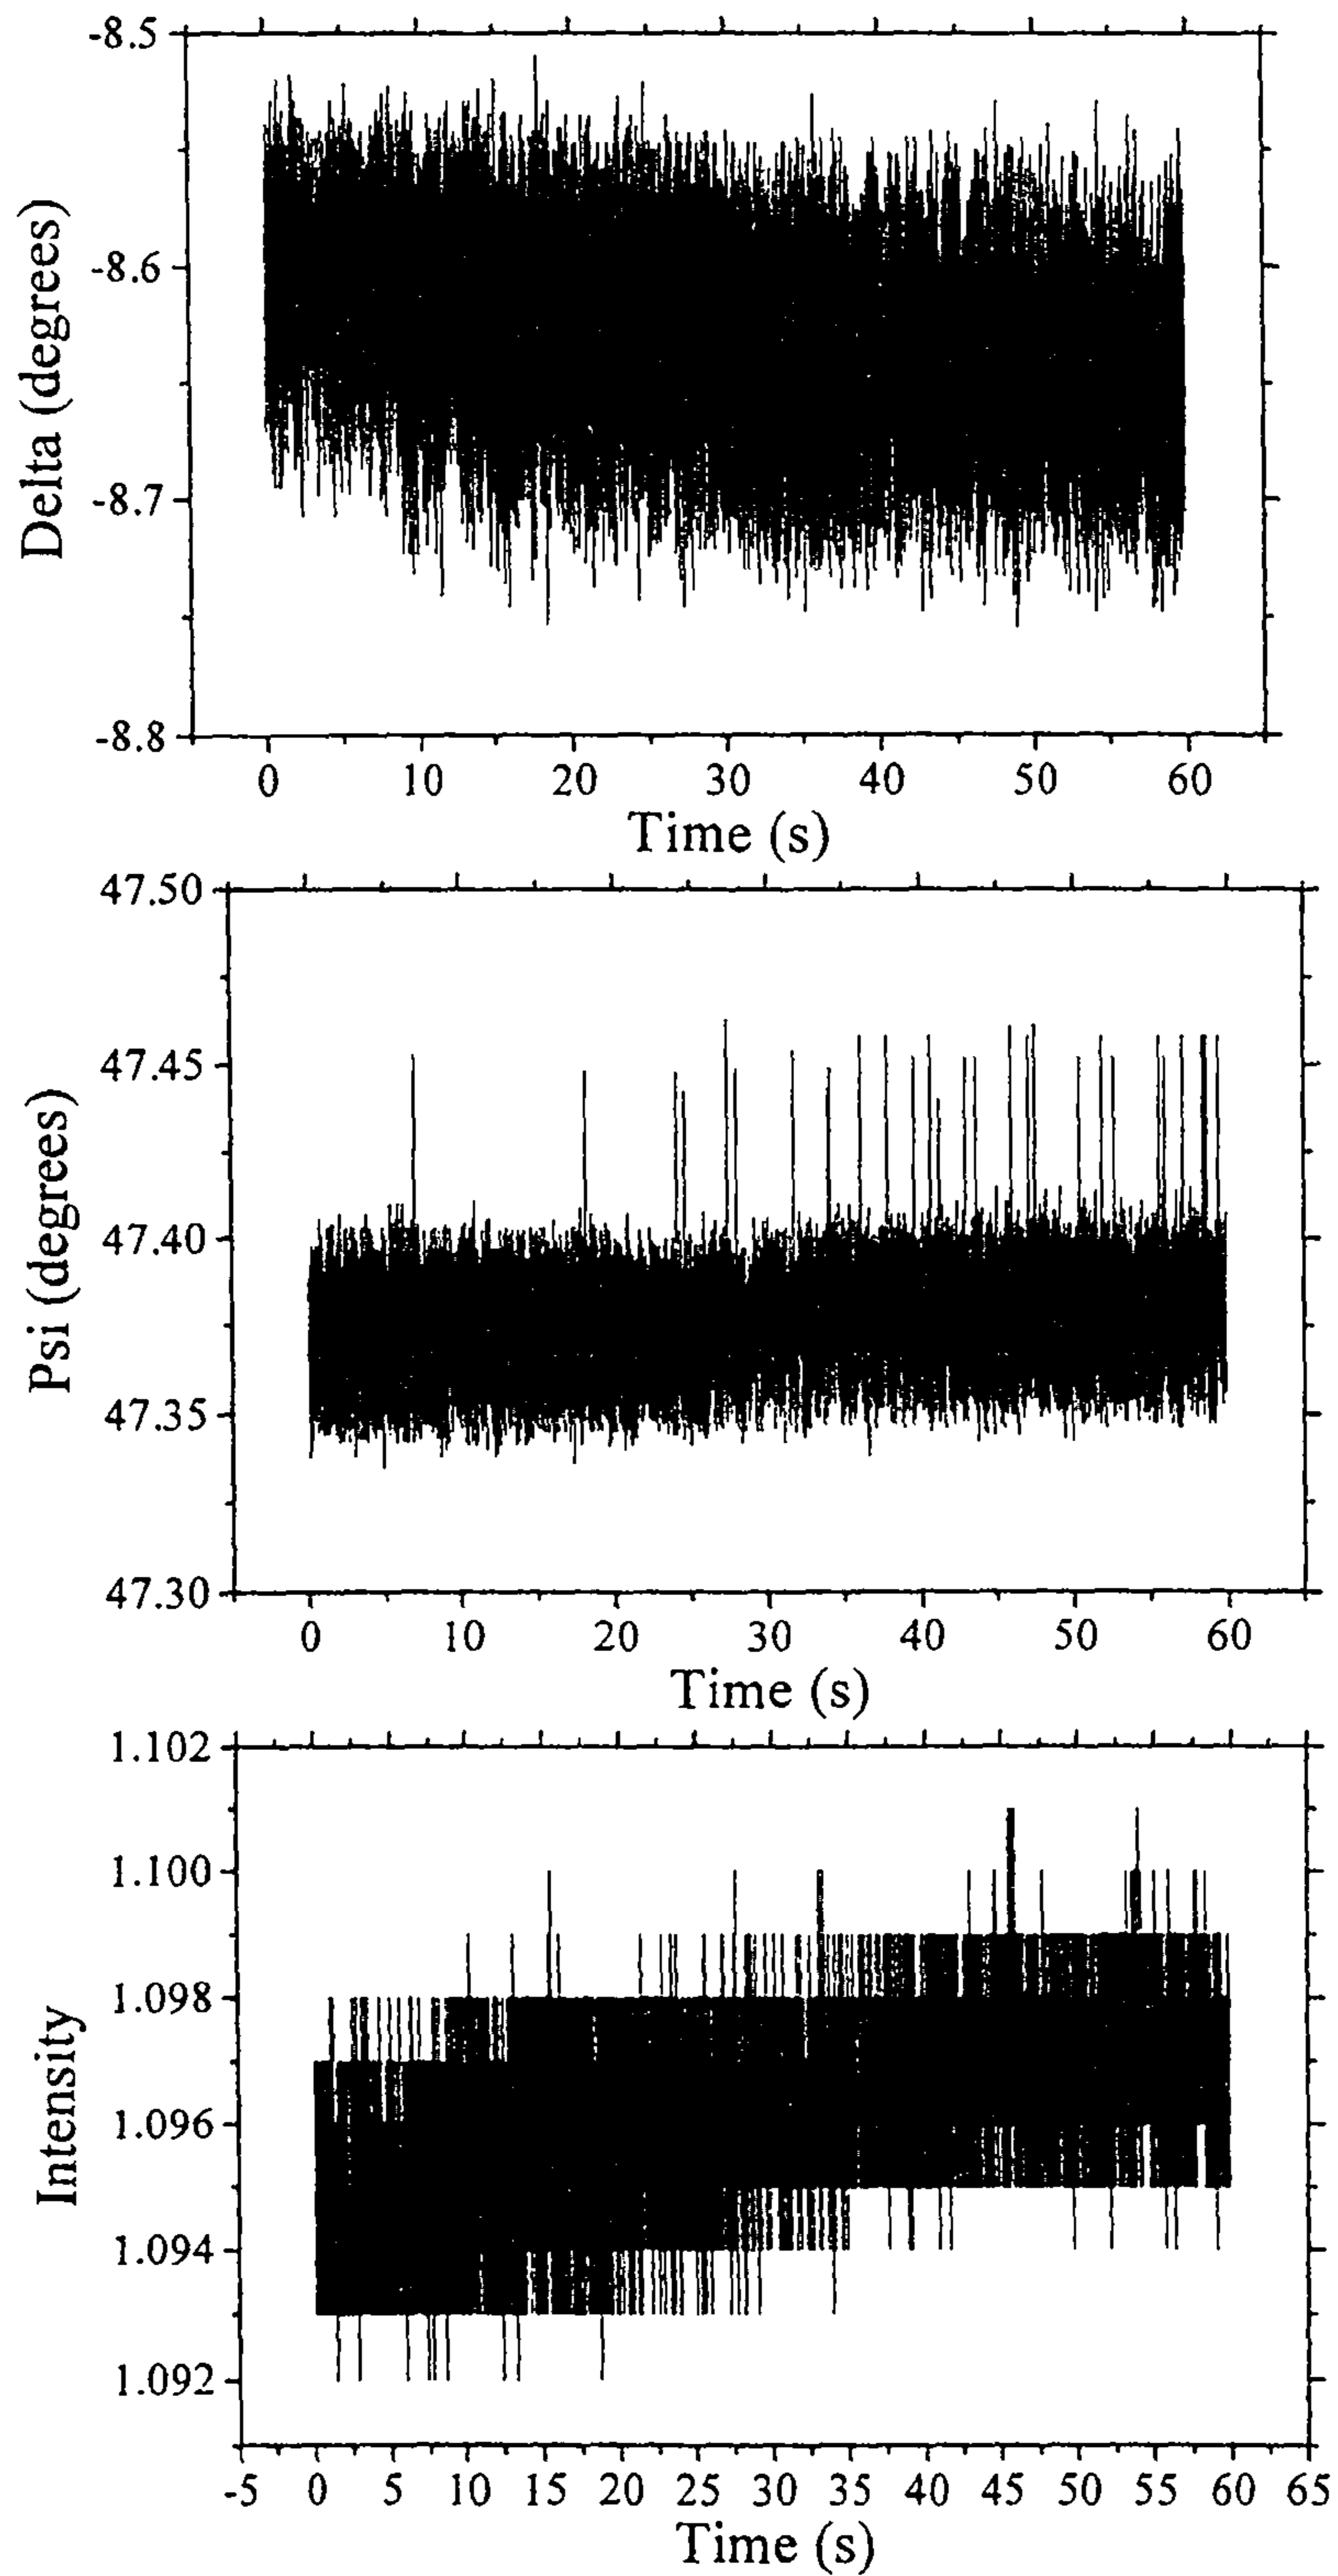 -8.5
-8.6
-8.7
-8.8
Delta (degrees)
0 10 20 30 40 50 60
Time (s)
47.50
47.45
47.40
47.35
47.30
Psi (degrees)
0 10 20 30 40 50 60
Time (s)
1.102
1.100
1.098
1.096
1.094
1.092
Intensity
-5 0 5 10 15 20 25 30 35 40 45 50 55 60 65
Time (s)